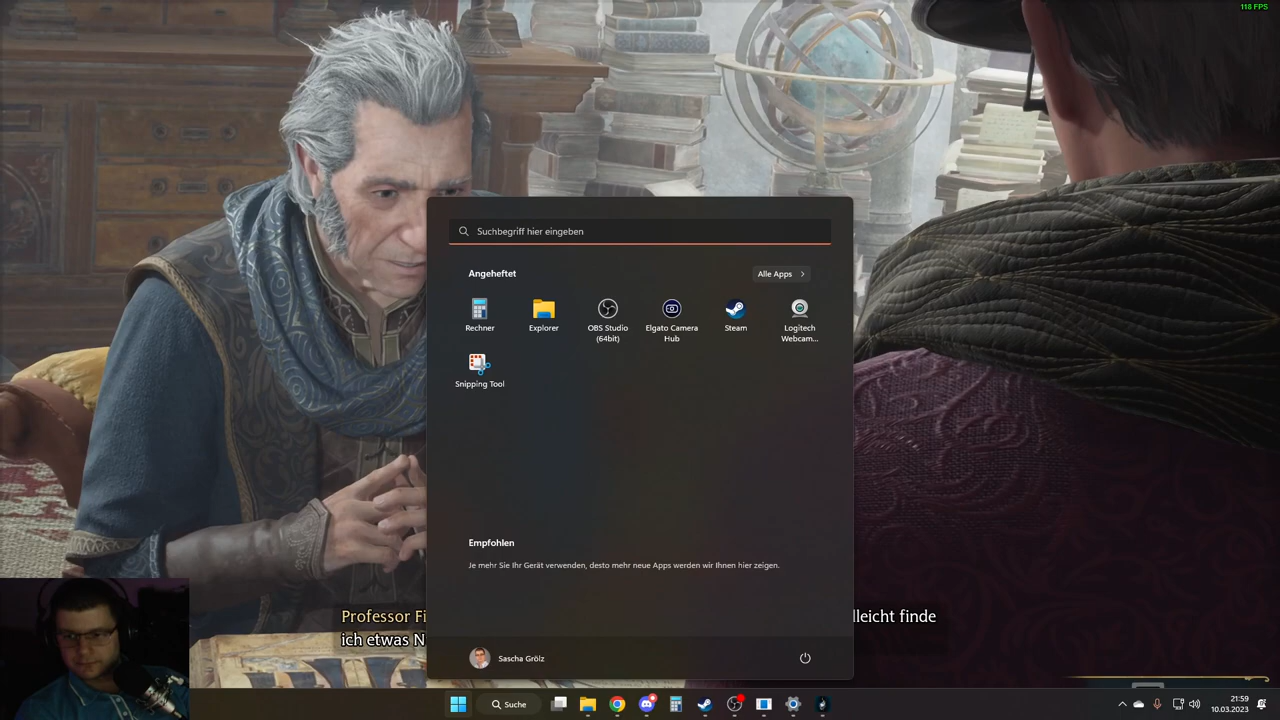 118 FPS
Suchbegriff hier eingeben
Angeheftet
Alle Apps
Rechner
Explorer
OBS Studio
(64bit)
Elgato Camera
Hub
Steam
Logitech
Webcam...
Snipping Tool
Empfohlen
Je mehr Sie Ihr Gerät verwenden, desto mehr neue Apps werden wir Ihnen hier zeigen.
Professor Fi
lleicht finde
ich etwas N
Sascha Grölz
Suche
21:59
10.03.2023